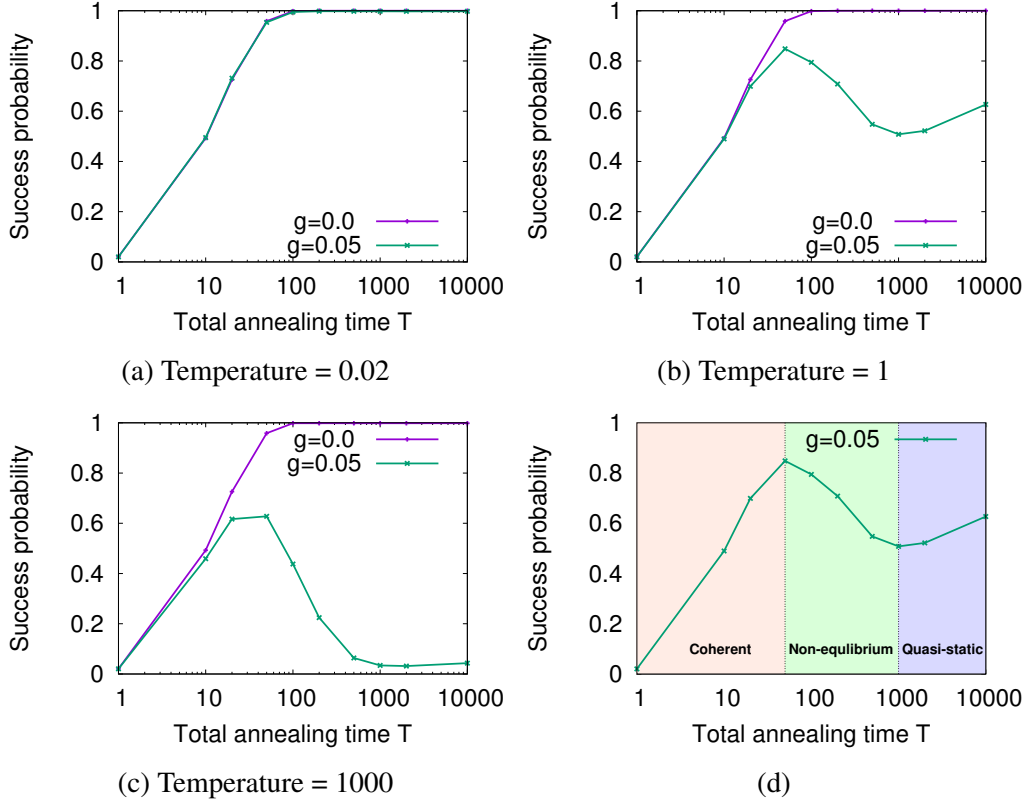 Success probability
1
0.8
0.6
0.4
0.2
0
g=0.0
g=0.05
1 10 100 1000 10000
Total annealing time T
(a) Temperature = 0.02
Success probability
1
0.8
0.6
0.4
0.2
0
g=0.0
g=0.05
1 10 100 1000 10000
Total annealing time T
(b) Temperature = 1
Success probability
1
0.8
0.6
0.4
0.2
0
g=0.0
g=0.05
1 10 100 1000 10000
Total annealing time T
(c) Temperature = 1000
Success probability
1
0.8
0.6
0.4
0.2
0
g=0.05
Coherent Non-equlibrium Quasi-static
1 10 100 1000 10000
Total annealing time T
(d)